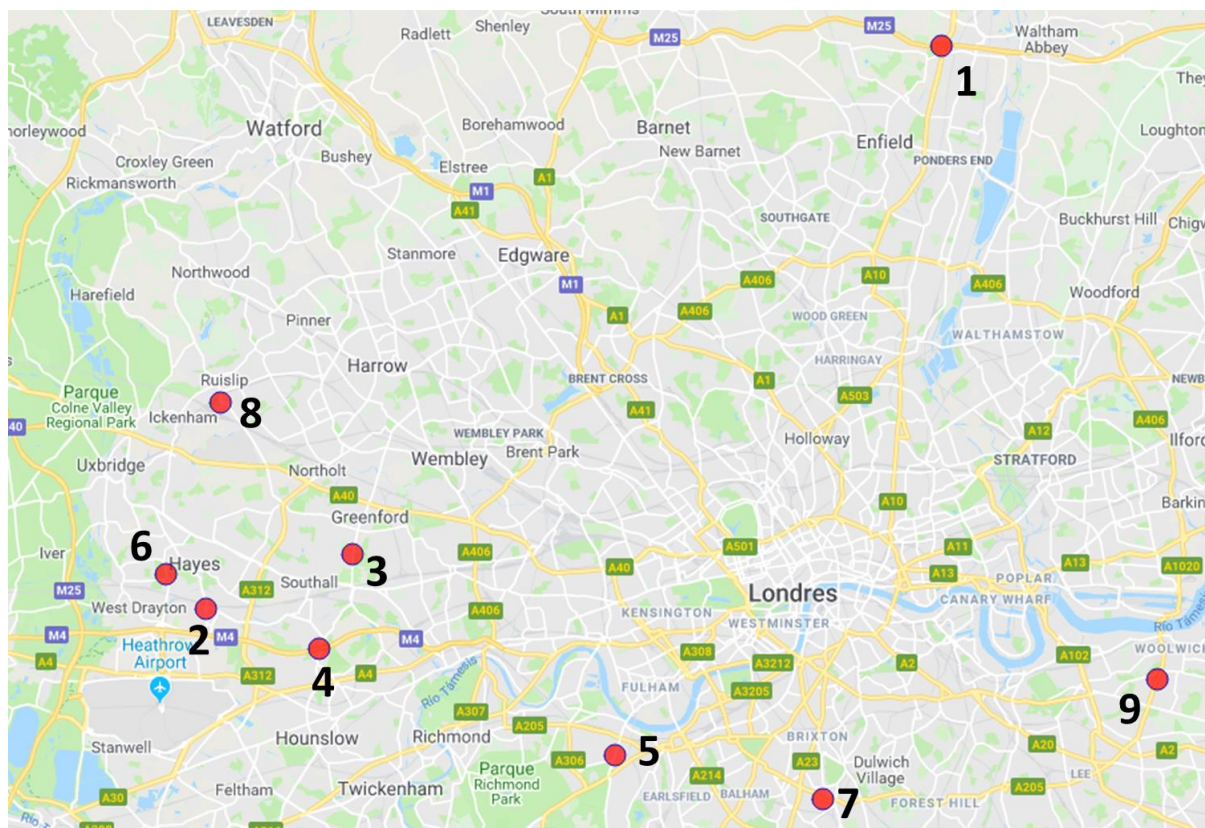 LEAVESDEN
Radlett
Shenley
South Mimms
M25
M25
Waltham
Abbey
1
They
Watford
Borehamwood
Barnet
Enfield
Loughton
horleywood
Croxley Green
Bushey
Elstree
New Barnet
PONDERS END
Rickmansworth
M1
A1
A41
SOUTHGATE
Buckhurst Hill
Chigw
Stanmore
Edgware
Northwood
M1
A406
A10
A406
Harefield
Woodford
Pinner
A1
A406
WOOD GREEN
WALTHAMSTOW
Harrow
HARRINGAY
Ruislip
BRENT CROSS
A1
NEWB
Parque
Colne Valley
Regional Park
Ickenham
8
A41
A503
A406
40
WEMBLEY PARK
Brent Park
Holloway
A12
Ilford
Uxbridge
Northolt
Wembley
STRATFORD
A40
A10
Barkin
Greenford
6
Iver
Hayes
3
A406
A40
A501
A11
A13
A1020
M25
A312
Southall
A13
POPLAR
CANARY WHARF
West Drayton
2
A406
KENSINGTON
Londres
WESTMINSTER
Río Támesis
M4
M4
M4
Heathrow
Airport
A4
A312
4
A4
A308
A3212
A2
A102
WOOLWICH
Río Támesis
FULHAM
A3205
9
A307
A205
Stanwell
Hounslow
Richmond
BRIXTON
A20
A2
Parque
Richmond
Park
A306
5
A23
Dulwich
Village
LEE
A30
Feltham
Twickenham
EARLSFIELD
A214
BALHAM
7
FOREST HILL
A205